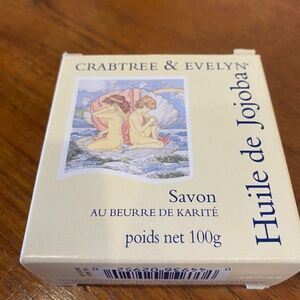 CRABTREE & EVELYN
Huile de Jojoba
Savon
AU BEURRE DE KARITÉ
poids net 100g